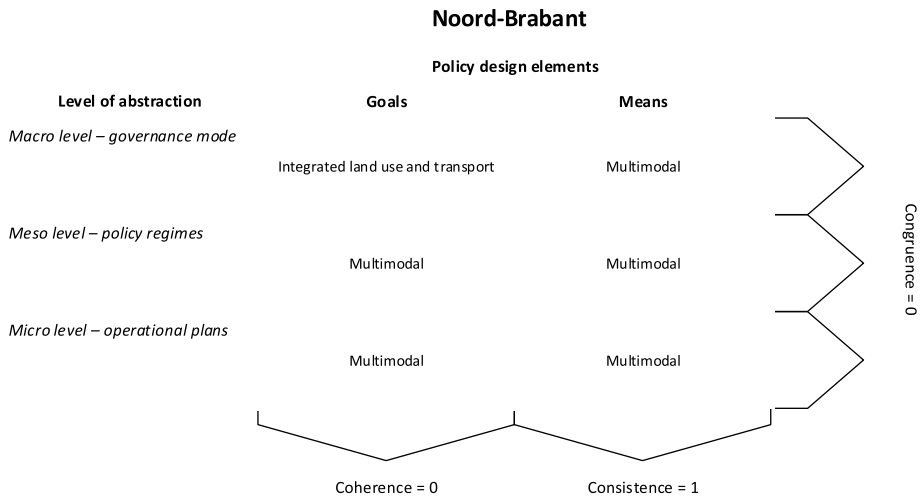 Noord-Brabant
Policy design elements
Level of abstraction Goals Means
Macro level – governance mode
Integrated land use and transport Multimodal
Meso level – policy regimes
Multimodal Multimodal
Micro level – operational plans
Multimodal Multimodal
Congruence = 0
Coherence = 0 Consistence = 1